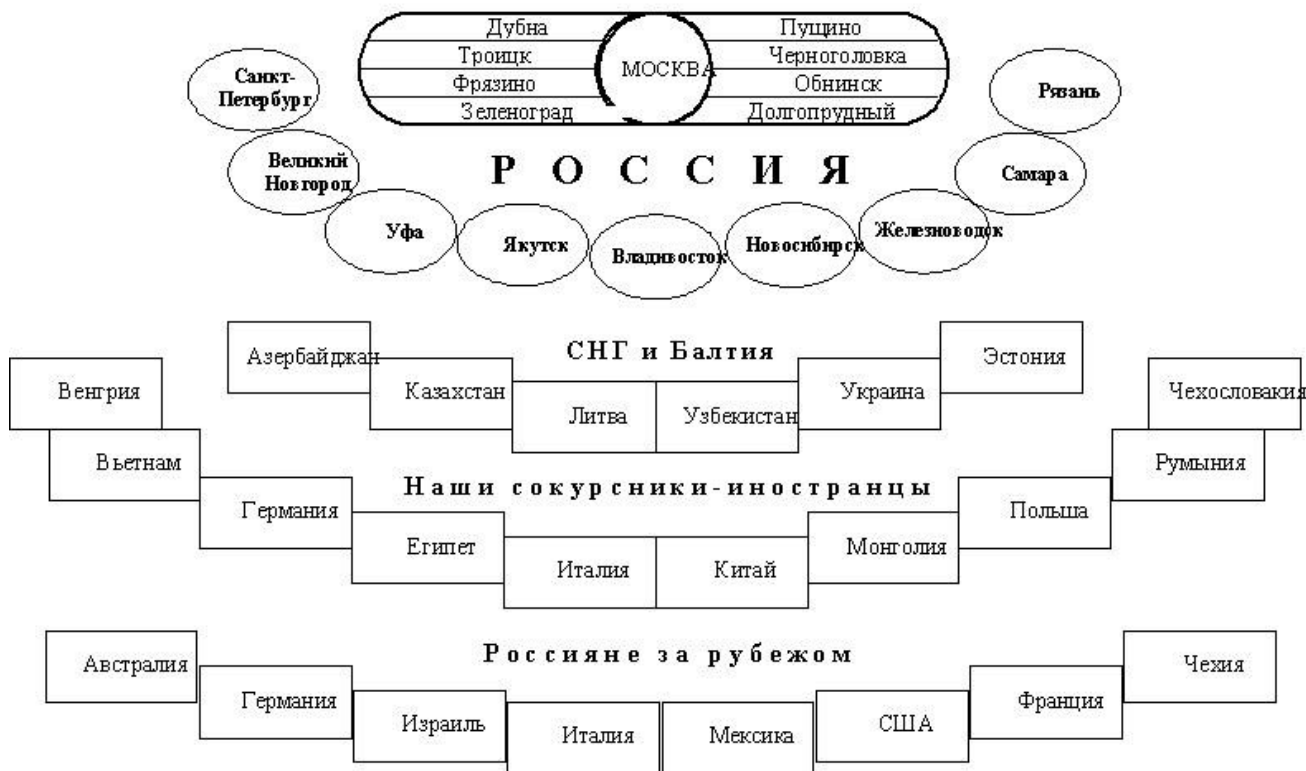 Дубна
Пущино
Троицк
МОСКВА
Черноголовка
Фрязино
Обнинск
Зеленоград
Долгопрудный
Санкт-
Петербург
Рязань
Великий
Новгород
РОССИЯ
Самара
Уфа
Якутск
Владивосток
Новосибирск
Железноводск
СНГ и Балтия
Азербайджан
Казахстан
Литва
Узбекистан
Украина
Эстония
Наши сокурсники-иностранцы
Венгрия
Вьетнам
Германия
Египет
Италия
Китай
Монголия
Польша
Румыния
Чехословакия
Россияне за рубежом
Австралия
Германия
Израиль
Италия
Мексика
США
Франция
Чехия